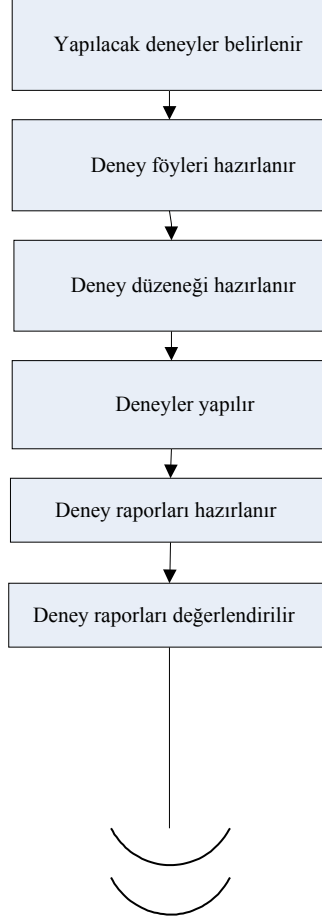 Yapılacak deneyler belirlenir
Deney föyleri hazırlanır
Deney düzeneği hazırlanır
Deneyler yapılır
Deney raporları hazırlanır
Deney raporları değerlendirilir